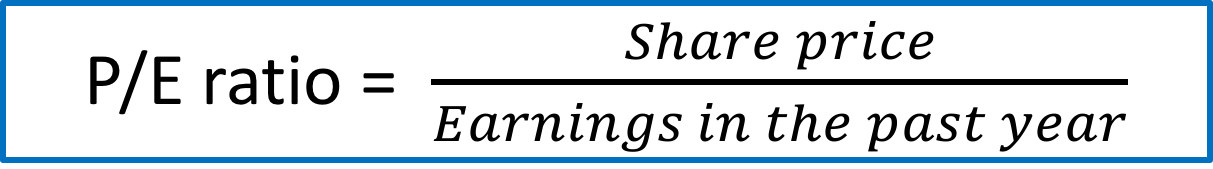 P/E ratio = Share price
Earnings in the past year